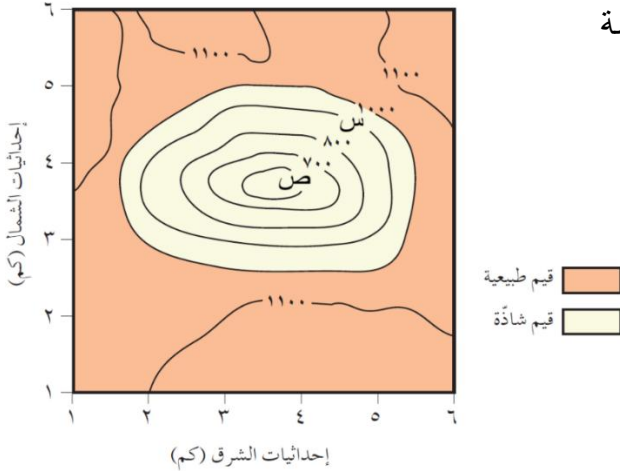 ـة
٦
٥
٤
٣
٢
١
إحداثيات الشمال (كم)
١١٠٠
١١٠٠
١٠٠٠
س
٨٠٠
٧٠٠
ص
١١٠٠
١ ٢ ٣ ٤ ٥ ٦
إحداثيات الشرق (كم)
قيم طبيعية
قيم شاذّة